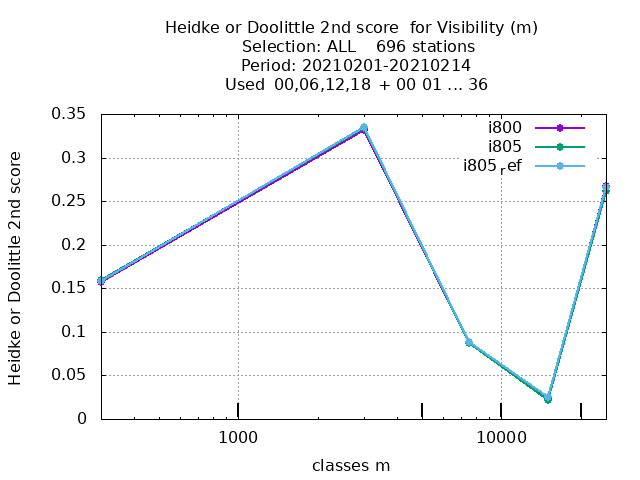 Heidke or Doolittle 2nd score  for Visibility (m)
Selection: ALL    696 stations
Period: 20210201-20210214
Used  00,06,12,18  + 00 01 ... 36
Heidke or Doolittle 2nd score
0.35
0.3
0.25
0.2
0.15
0.1
0.05
0
i800
i805
i805ref
1000
10000
classes m